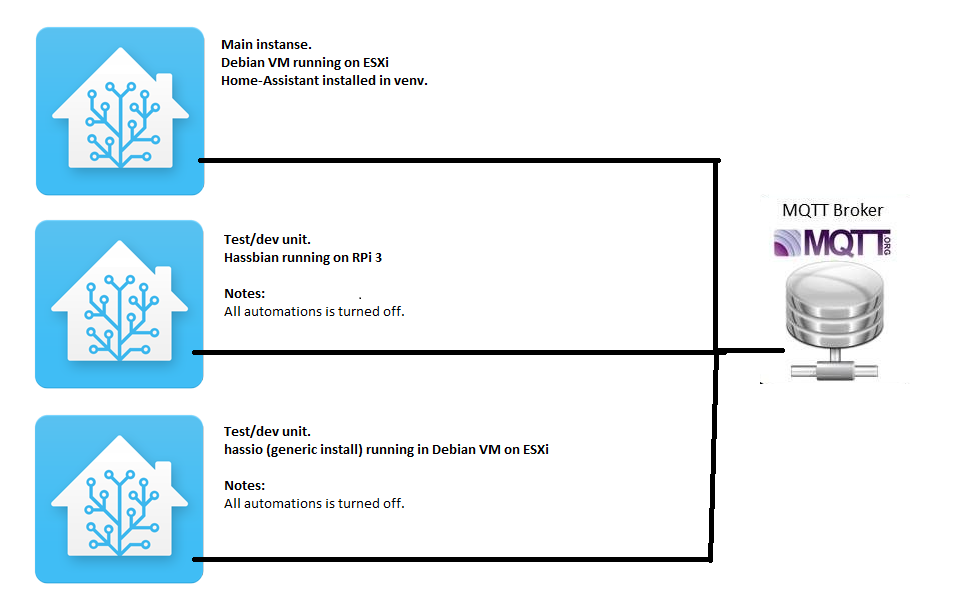 Main instanse.
Debian VM running on ESXi
Home-Assistant installed in venv.
MQTT Broker
MQTT.ORG
Test/dev unit.
Hassbian running on RPi 3
Notes:
All automations is turned off.
Test/dev unit.
hassio (generic install) running in Debian VM on ESXi
Notes:
All automations is turned off.